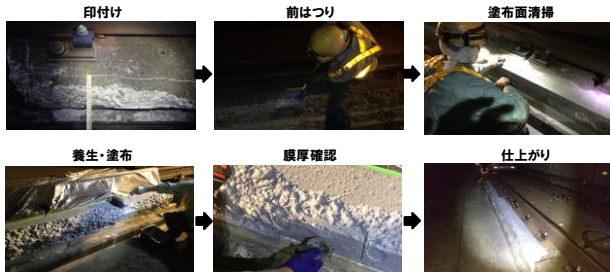 印付け
前はつり
塗布面清掃
養生・塗布
膜厚確認
仕上がり